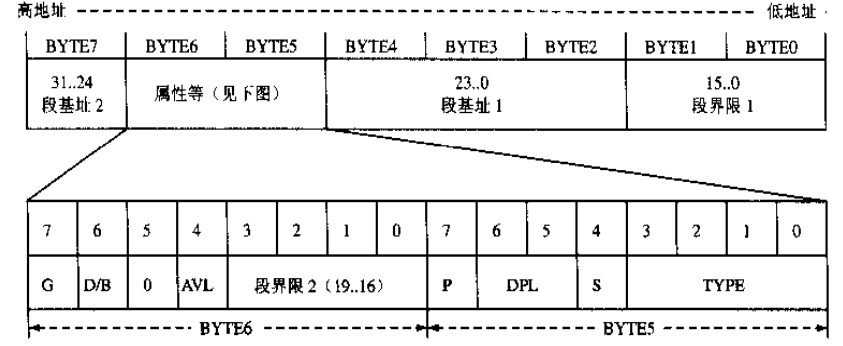 高地址 低地址
BYTE7 BYTE6 BYTE5 BYTE4 BYTE3 BYTE2 BYTE1 BYTE0
31..24 23..0 15..0
段基址 2 属性等（见下图） 段基址 1 段界限 1
7 6 5 4 3 2 1 0 7 6 5 4 3 2 1 0
G D/B 0 AVL 段界限 2（19..16） P DPL S TYPE
BYTE6 BYTE5